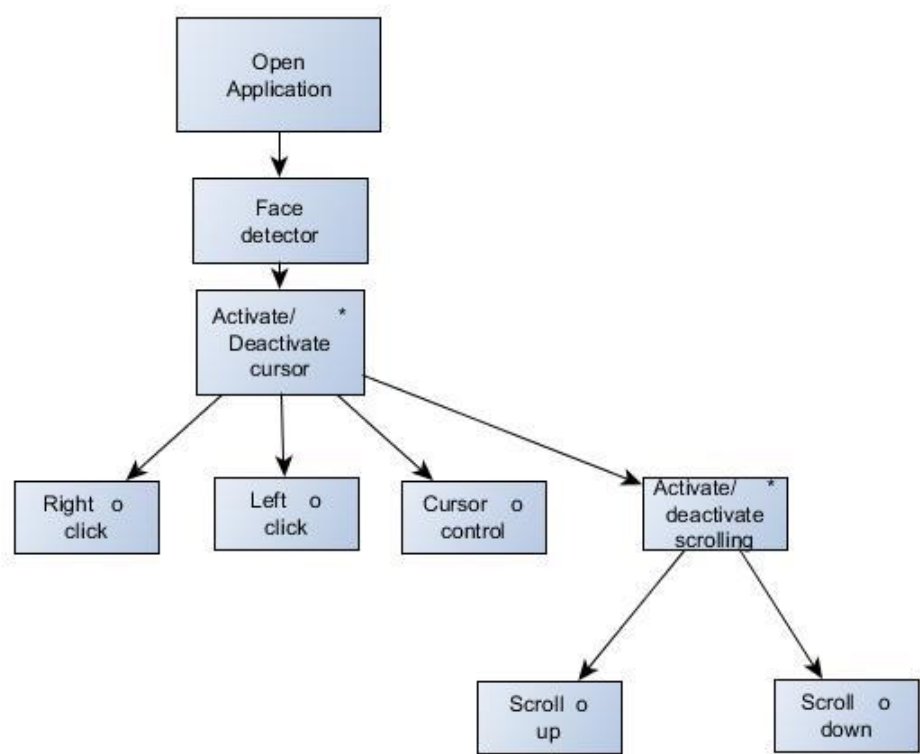 Open
Application
Face
detector
Activate/ *
Deactivate
cursor
Right o
click
Left o
click
Cursor o
control
Activate/ *
deactivate
scrolling
Scroll o
up
Scroll o
down